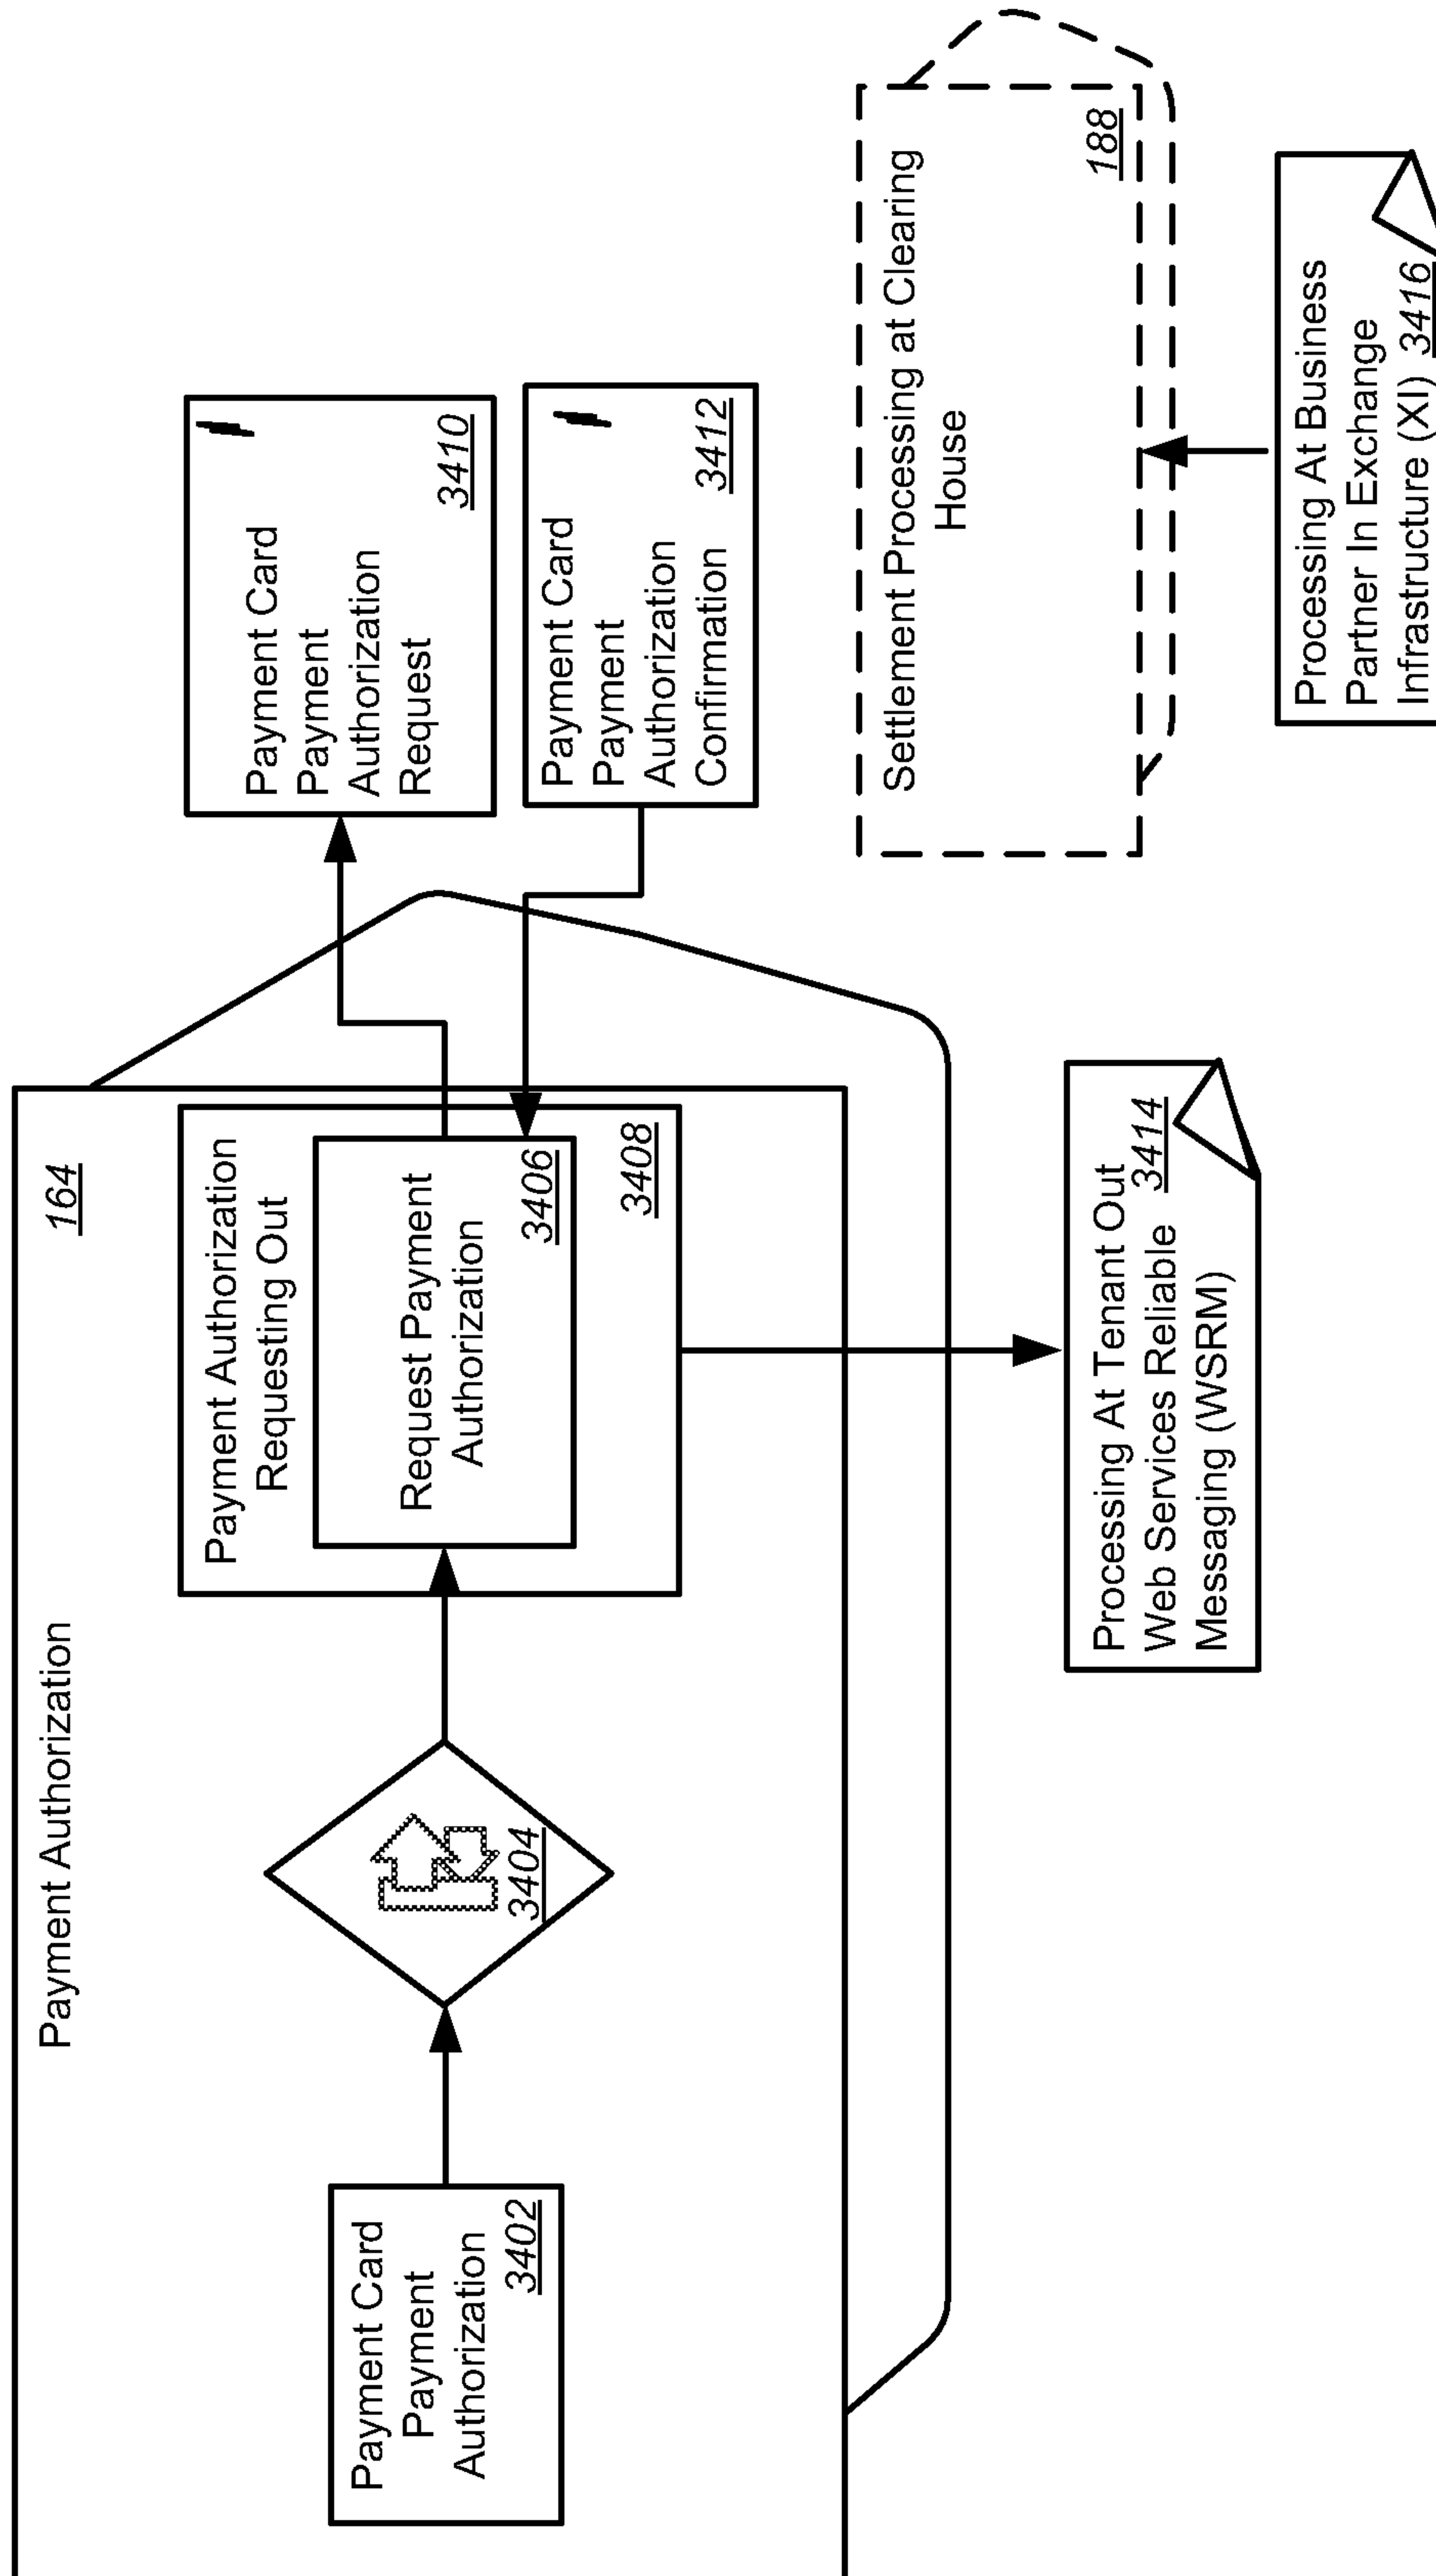 Payment Authorization
164
Payment Card
Payment
Authorization
3402
3404
Payment Authorization
Requesting Out
Request Payment
Authorization
3406
3408
Payment Card
Payment
Authorization
Request
3410
Payment Card
Payment
Authorization
Confirmation
3412
Settlement Processing at Clearing
House
188
Processing At Tenant Out
Web Services Reliable
Messaging (WSRM)
3414
Processing At Business
Partner In Exchange
Infrastructure (XI) 3416